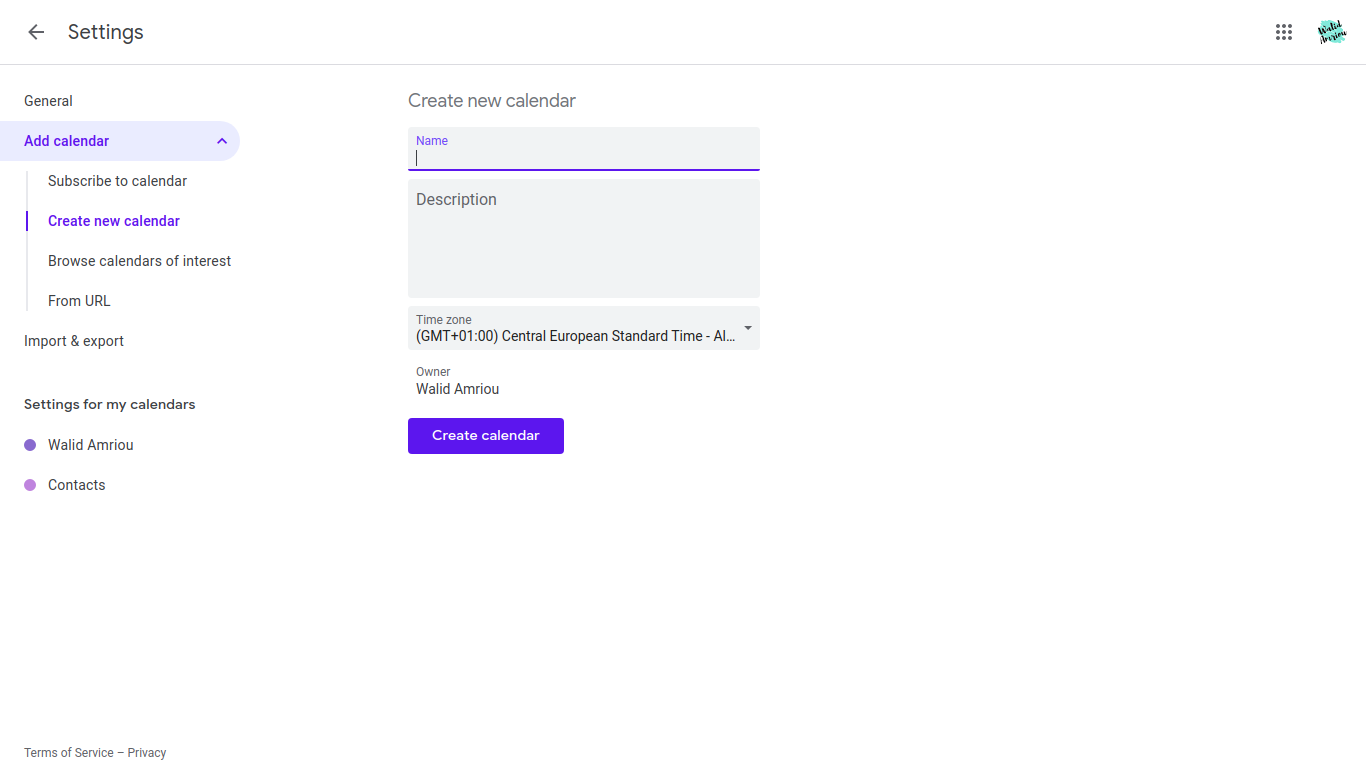 Settings
Walid
Amriou
General
Add calendar
Subscribe to calendar
Create new calendar
Browse calendars of interest
From URL
Import & export
Settings for my calendars
Walid Amriou
Contacts
Terms of Service – Privacy
Create new calendar
Name
Description
Time zone
(GMT+01:00) Central European Standard Time - Al...
Owner
Walid Amriou
Create calendar